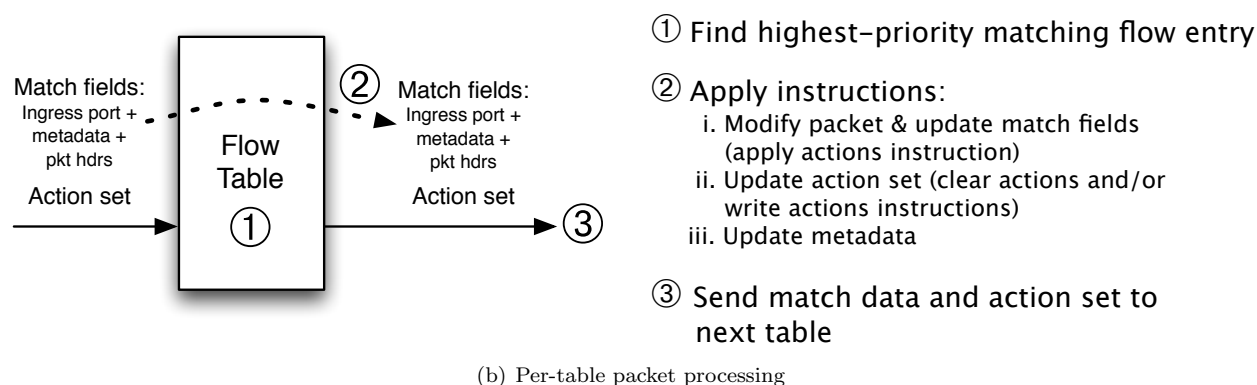 Match fields:
Ingress port +
metadata +
pkt hdrs
Action set
Flow
Table
①
②
Match fields:
Ingress port +
metadata +
pkt hdrs
Action set
③
① Find highest-priority matching flow entry
② Apply instructions:
i. Modify packet & update match fields
(apply actions instruction)
ii. Update action set (clear actions and/or
write actions instructions)
iii. Update metadata
③ Send match data and action set to
next table
(b) Per-table packet processing